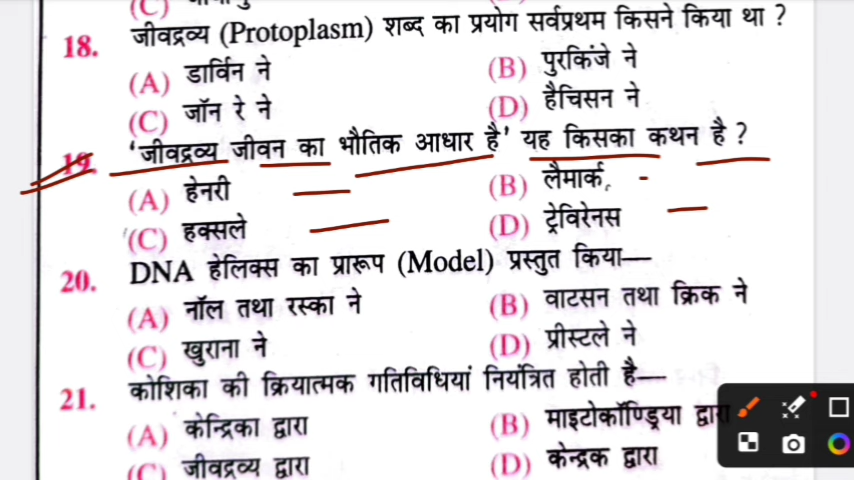 (C)
18. जीवद्रव्य (Protoplasm) शब्द का प्रयोग सर्वप्रथम किसने किया था ?
(A) डार्विन ने (B) पुरकिंजे ने
(C) जॉन रे ने (D) हैचिसन ने
19. 'जीवद्रव्य जीवन का भौतिक आधार है' यह किसका कथन है ?
(A) हेनरी (B) लैमार्क
(C) हक्सले (D) ट्रेविरेनस
20. DNA हेलिक्स का प्रारूप (Model) प्रस्तुत किया—
(A) नॉल तथा रस्का ने (B) वाटसन तथा क्रिक ने
(C) खुराना ने (D) प्रीस्टले ने
21. कोशिका की क्रियात्मक गतिविधियां नियंत्रित होती है—
(A) केन्द्रिका द्वारा (B) माइटोकॉण्ड्रिया द्वारा
(C) जीवद्रव्य द्वारा (D) केन्द्रक द्वारा